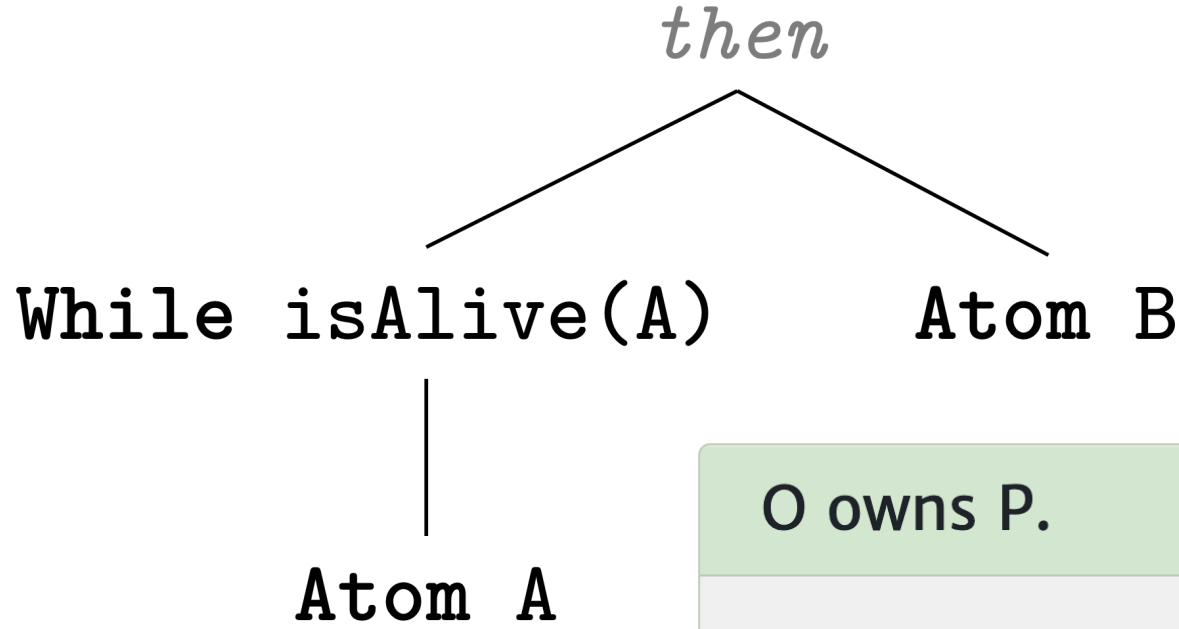 then
While isAlive(A)
Atom B
O owns P.
Atom A